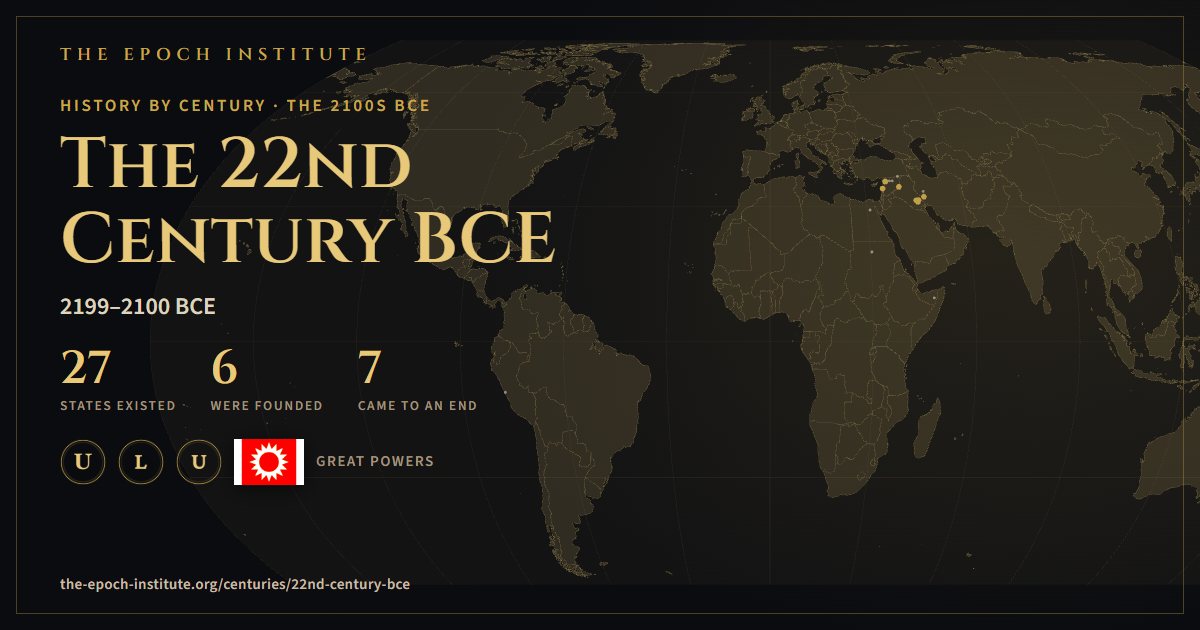 THE EPOCH INSTITUTE
HISTORY BY CENTURY · THE 2100S BCE
THE 22ND
CENTURY BCE
2199–2100 BCE
27 6 7
STATES EXISTED WERE FOUNDED CAME TO AN END
U L U GREAT POWERS
the-epoch-institute.org/centuries/22nd-century-bce